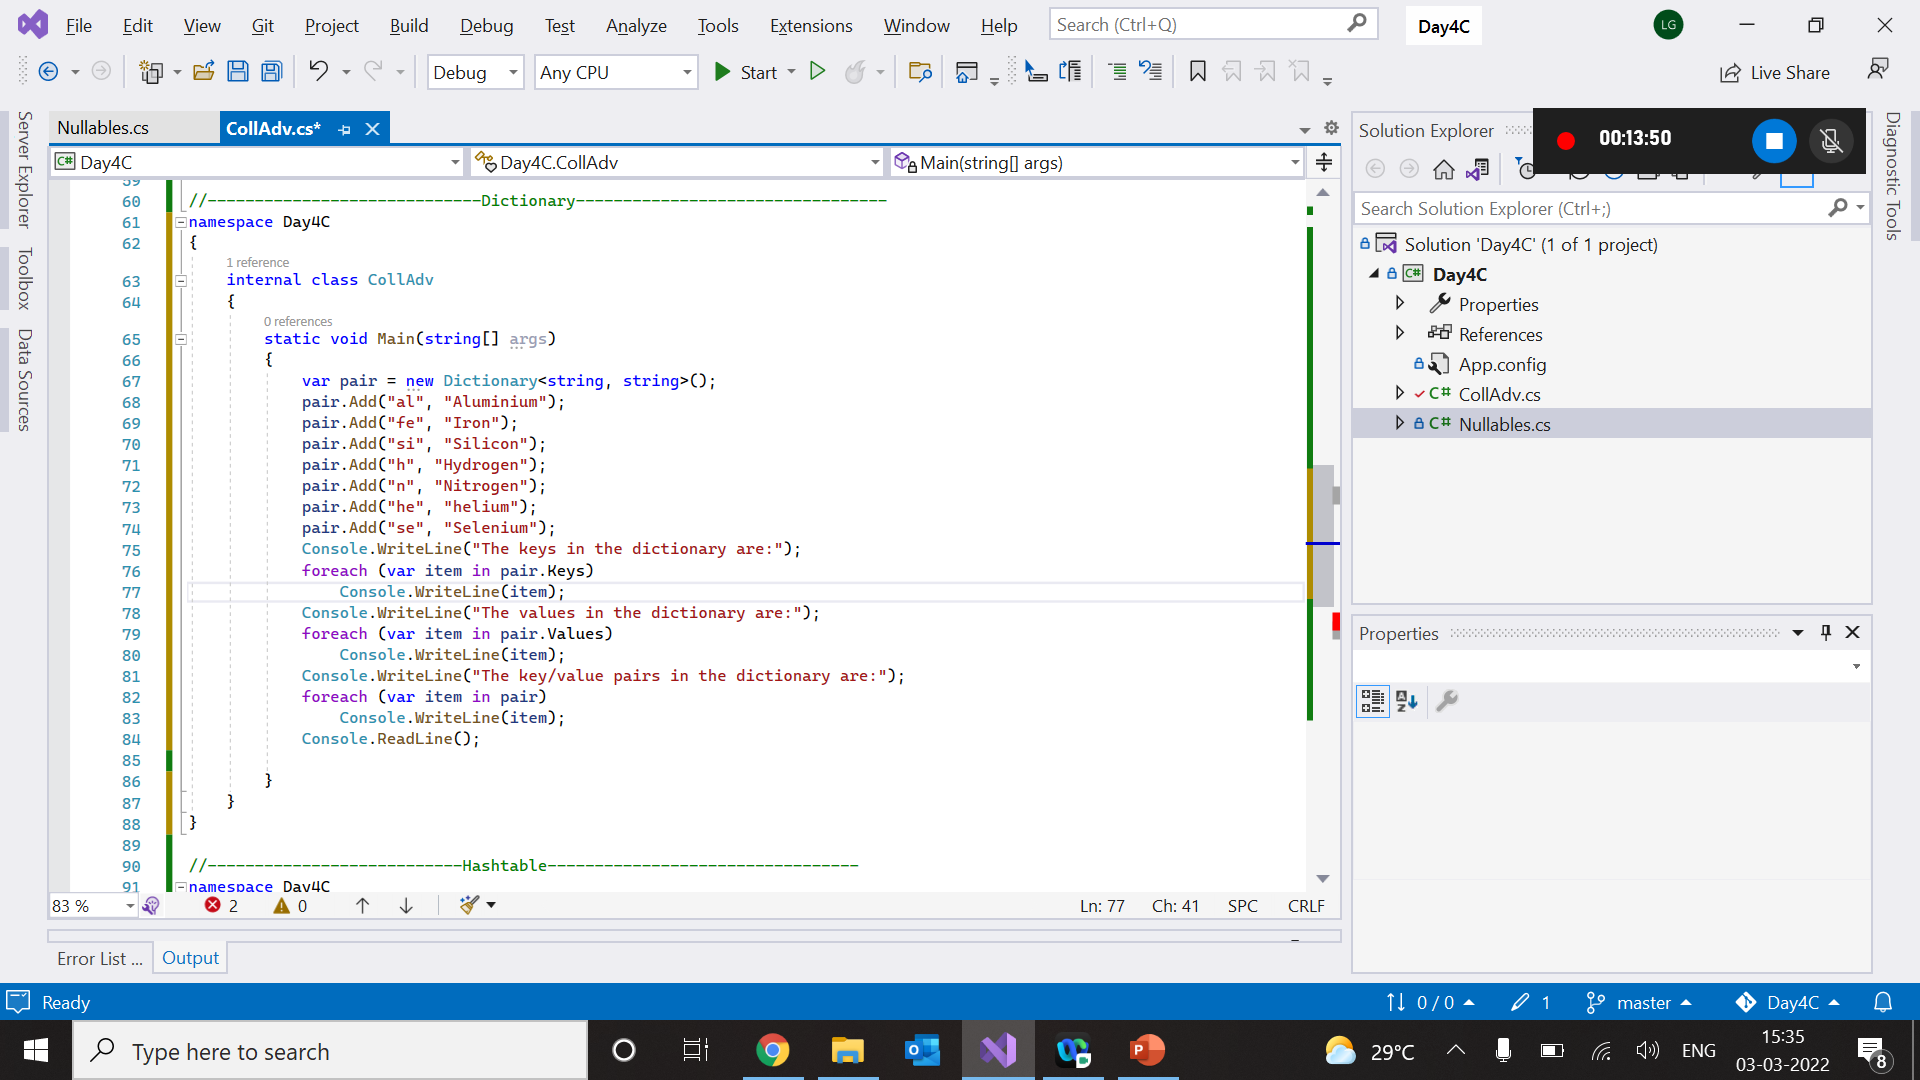 File Edit View Git Project Build Debug Test Analyze Tools Extensions Window Help Search (Ctrl+Q) Day4C LG
Debug Any CPU Start Live Share
Server Explorer
Toolbox
Data Sources
Nullables.cs CollAdv.cs*
Day4C Day4C.CollAdv Main(string[] args)
59
60 //-----------------------------Dictionary---------------------------------
61 namespace Day4C
62 {
1 reference
63 internal class CollAdv
64 {
0 references
65 static void Main(string[] args)
66 {
67 var pair = new Dictionary<string, string>();
68 pair.Add("al", "Aluminium");
69 pair.Add("fe", "Iron");
70 pair.Add("si", "Silicon");
71 pair.Add("h", "Hydrogen");
72 pair.Add("n", "Nitrogen");
73 pair.Add("he", "helium");
74 pair.Add("se", "Selenium");
75 Console.WriteLine("The keys in the dictionary are:");
76 foreach (var item in pair.Keys)
77 Console.WriteLine(item);
78 Console.WriteLine("The values in the dictionary are:");
79 foreach (var item in pair.Values)
80 Console.WriteLine(item);
81 Console.WriteLine("The key/value pairs in the dictionary are:");
82 foreach (var item in pair)
83 Console.WriteLine(item);
84 Console.ReadLine();
85
86 }
87 }
88 }
89
90 //---------------------------Hashtable---------------------------------
91 namespace Day4C
83 % 2 0 Ln: 77 Ch: 41 SPC CRLF
Error List ... Output
Solution Explorer
00:13:50
Search Solution Explorer (Ctrl+;)
Solution 'Day4C' (1 of 1 project)
Day4C
Properties
References
App.config
CollAdv.cs
Nullables.cs
Properties
Diagnostic Tools
Ready 0 / 0 1 master Day4C
Type here to search 29°C ENG 15:35
03-03-2022 8